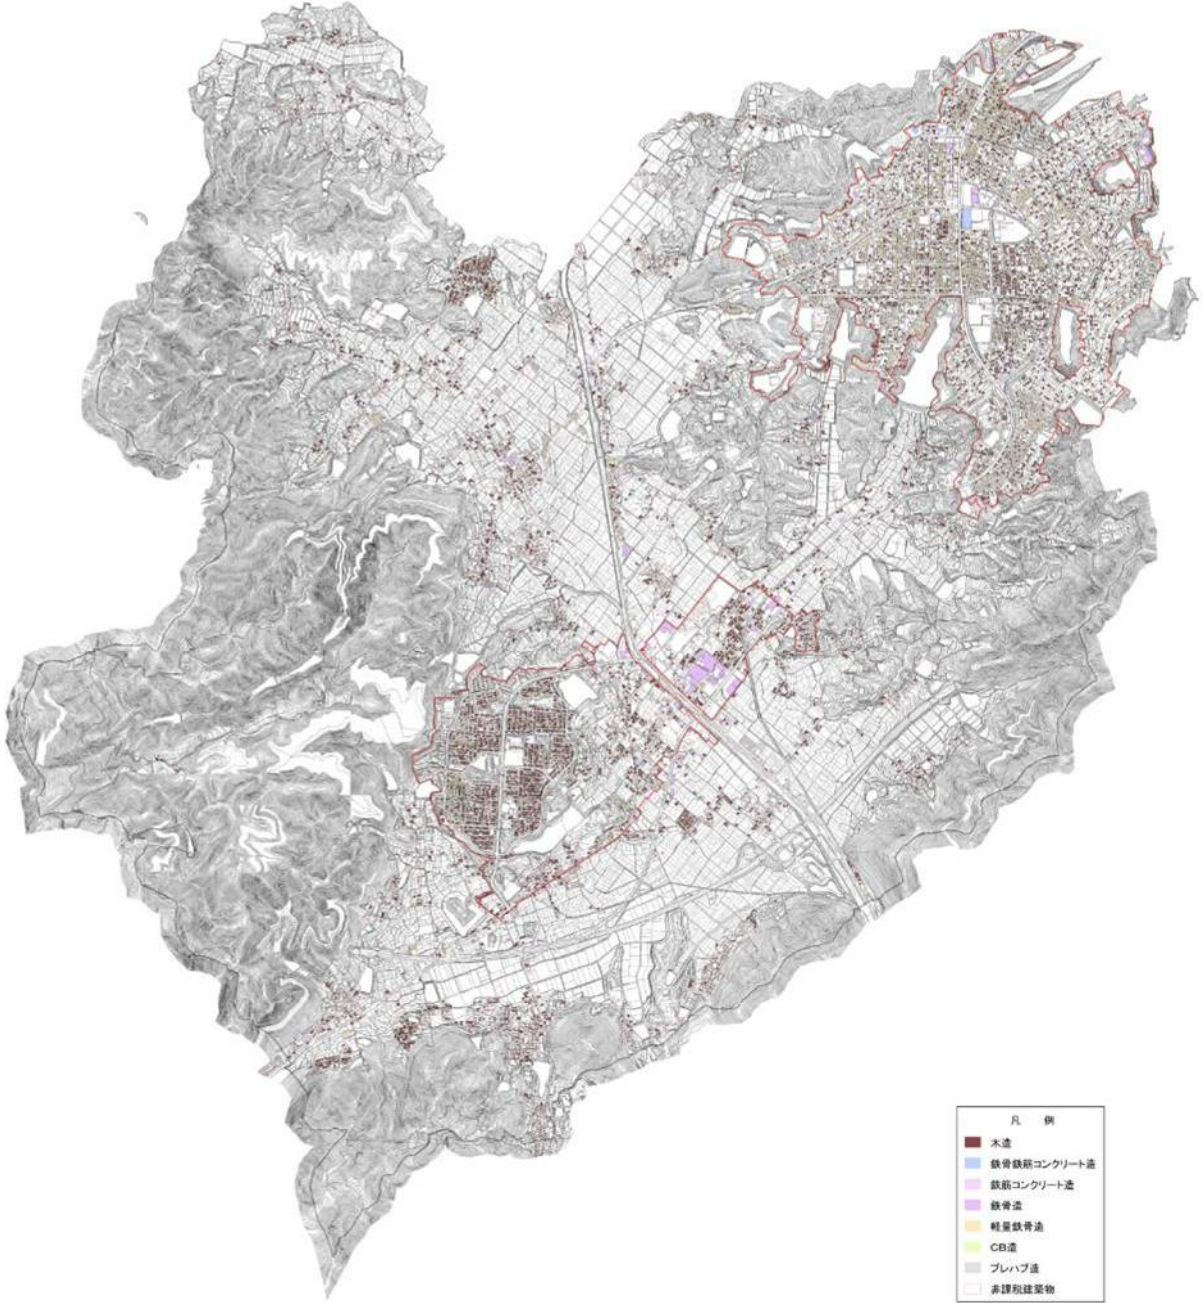 凡 例
木造
鉄骨鉄筋コンクリート造
鉄筋コンクリート造
鉄骨造
軽量鉄骨造
CB造
プレハブ造
非課税建築物